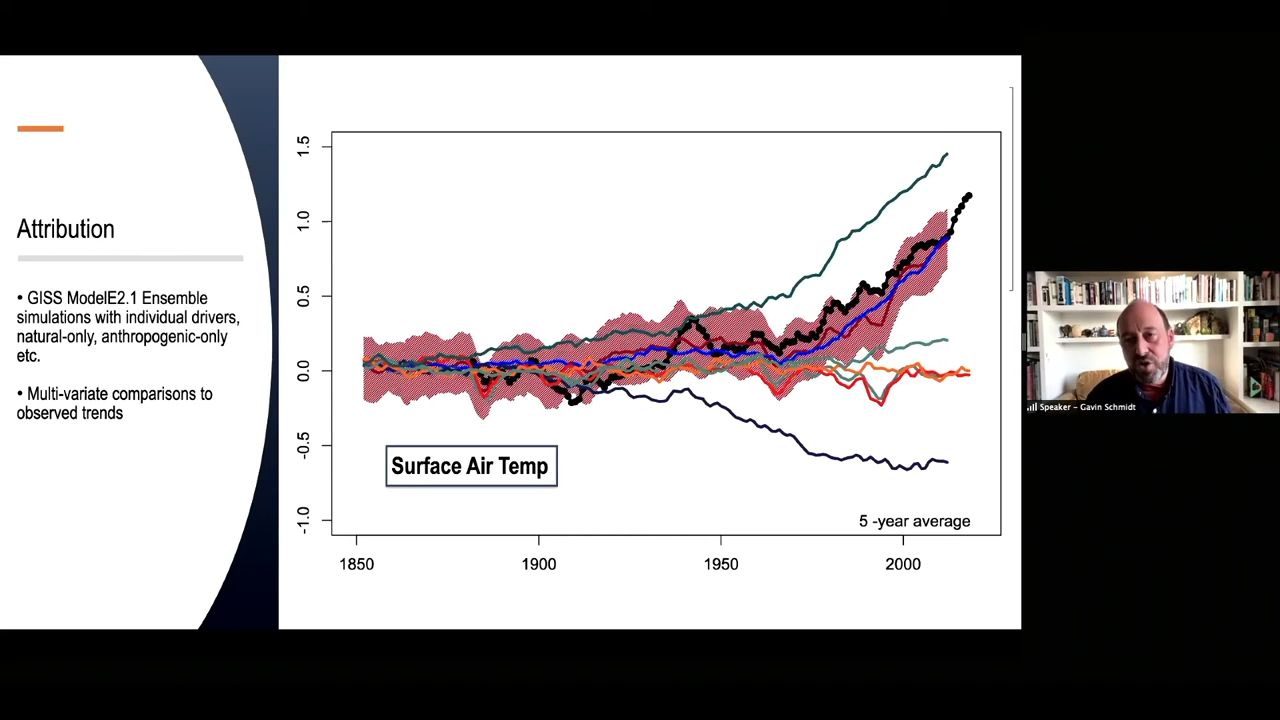 Attribution
• GISS ModelE2.1 Ensemble
simulations with individual drivers,
natural-only, anthropogenic-only
etc.
• Multi-variate comparisons to
observed trends
1.5
1.0
0.5
0.0
-0.5
-1.0
Surface Air Temp
5 -year average
1850
1900
1950
2000
Speaker – Gavin Schmidt